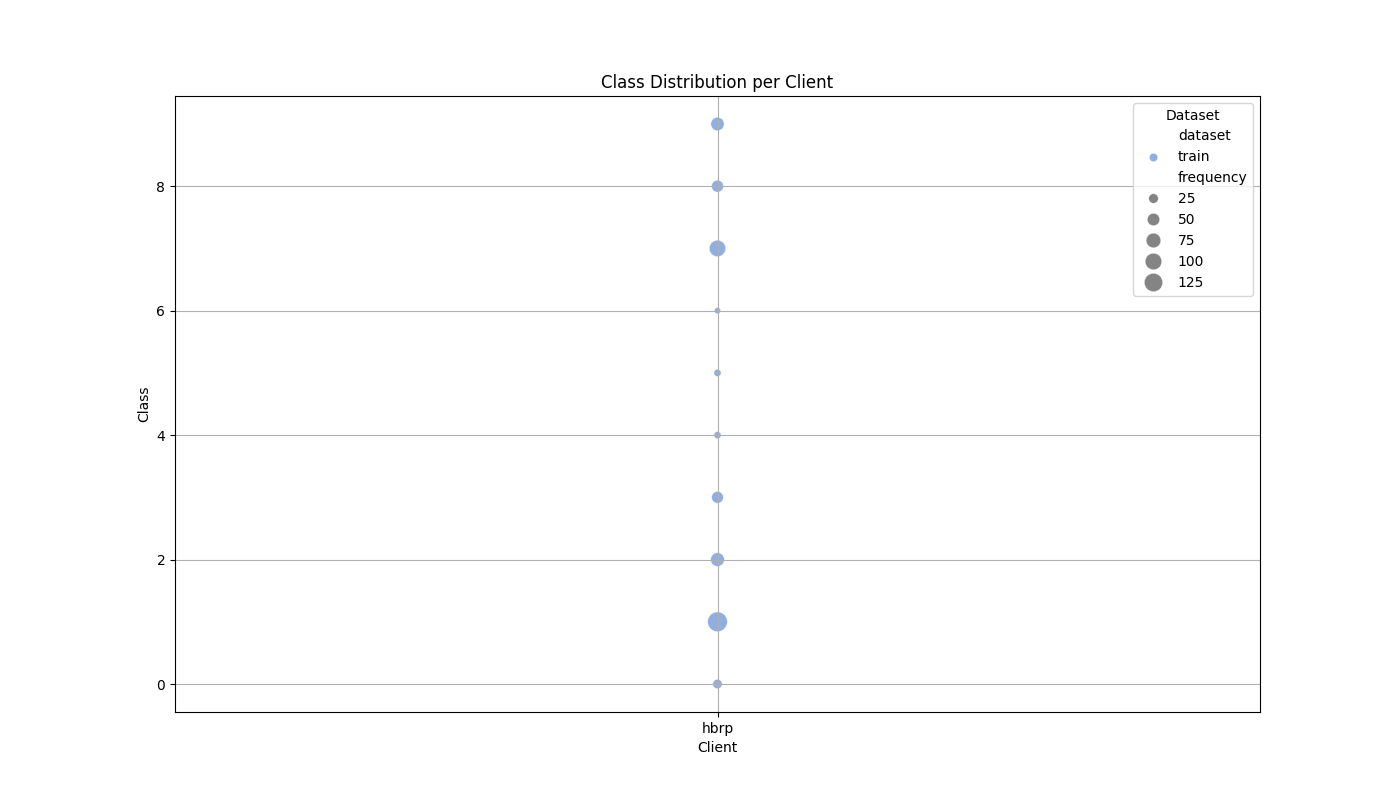 Class Distribution per Client
Dataset
dataset
train
frequency
25
50
75
100
125
8
6
4
2
0
Class
hbrp
Client